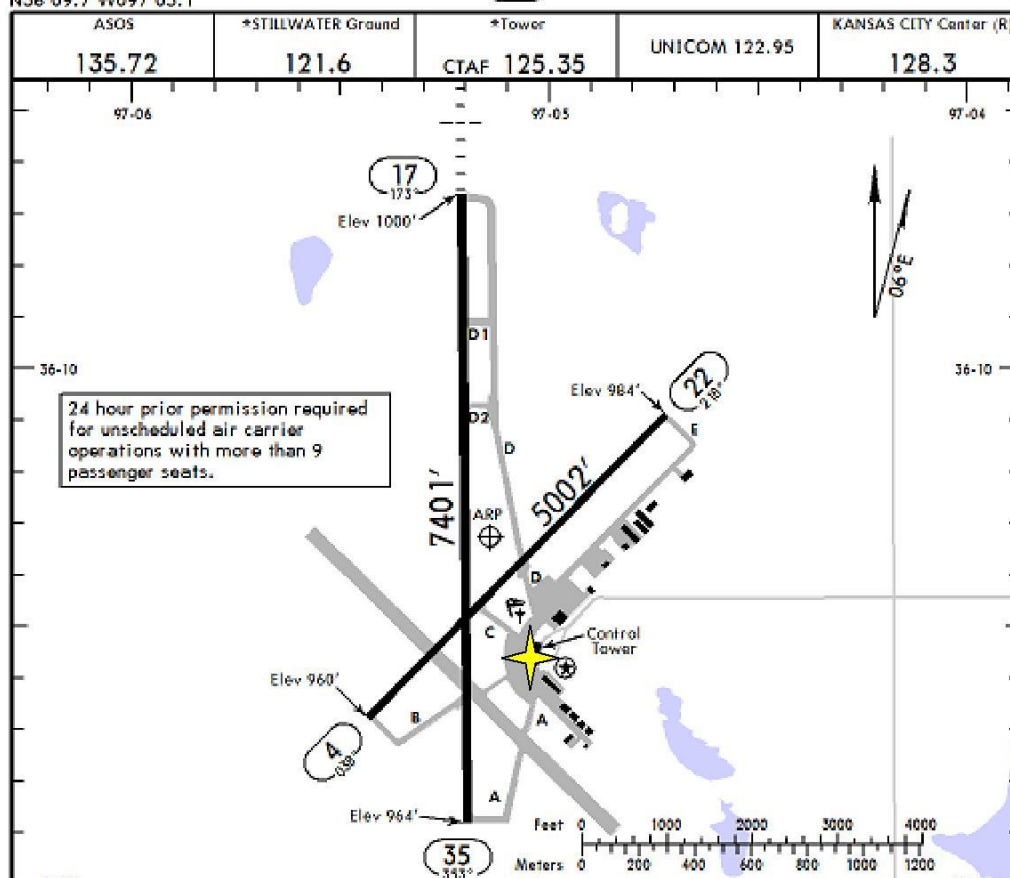 ASOS
135.72
*STILLWATER Ground
121.6
*Tower
CTAF 125.35
UNICOM 122.95
KANSAS CITY Center (R)
128.3
97-06
97-05
97-04
17
173°
Elev 1000'
06°E
D1
36-10
36-10
Elev 984'
22
218°
24 hour prior permission required
for unscheduled air carrier
operations with more than 9
passenger seats.
D2
D
E
7401'
5002'
ARP
D
C
Control
Tower
Elev 960'
B
A
4
038°
A
Elev 964'
35
353°
Feet 0 1000 2000 3000 4000
Meters 0 200 400 600 800 1000 1200